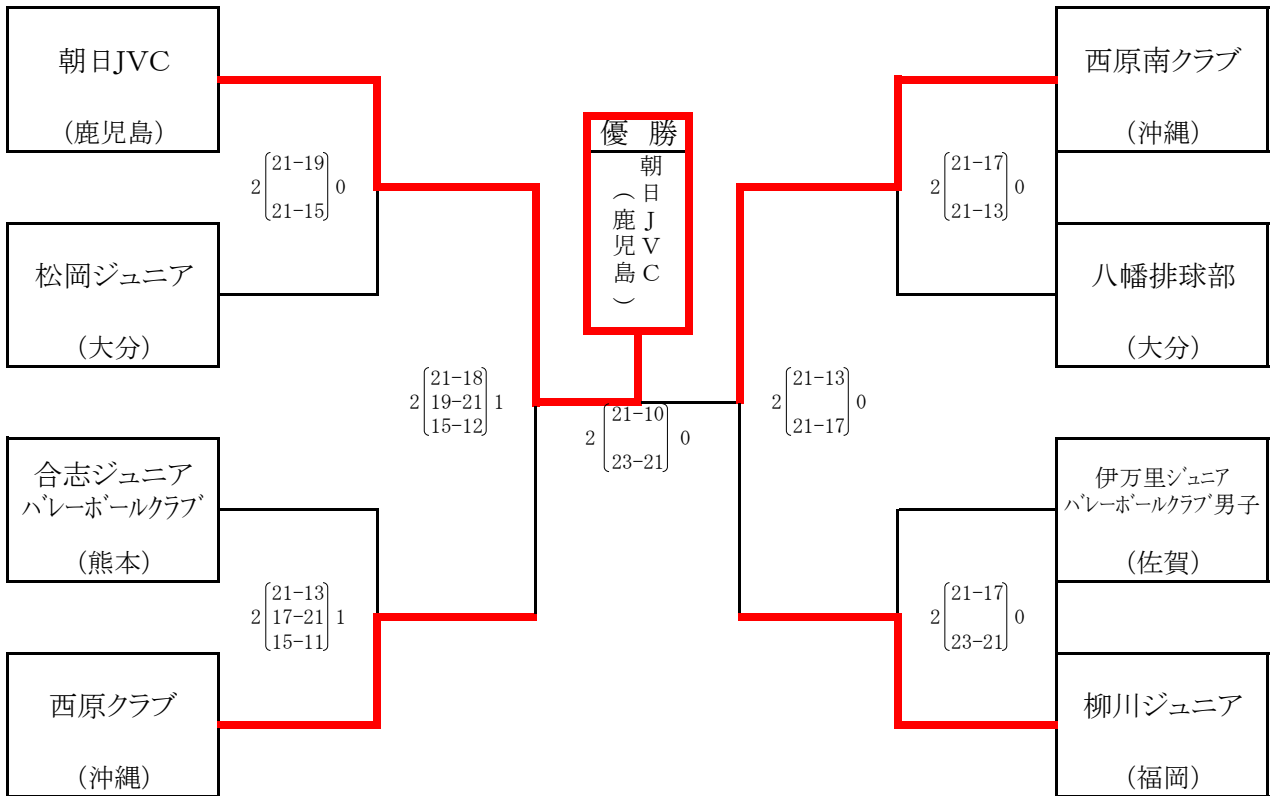 朝日JVC
(鹿児島)
2 21-19 0
21-15
松岡ジュニア
(大分)
2 21-18 1
19-21
15-12
合志ジュニア
バレーボールクラブ
(熊本)
2 21-13 1
17-21
15-11
西原クラブ
(沖縄)
優勝
朝日JVC
(鹿児島)
2 21-10 0
23-21
西原南クラブ
(沖縄)
2 21-17 0
21-13
八幡排球部
(大分)
2 21-13 0
21-17
伊万里ジュニア
バレーボールクラブ男子
(佐賀)
2 21-17 0
23-21
柳川ジュニア
(福岡)